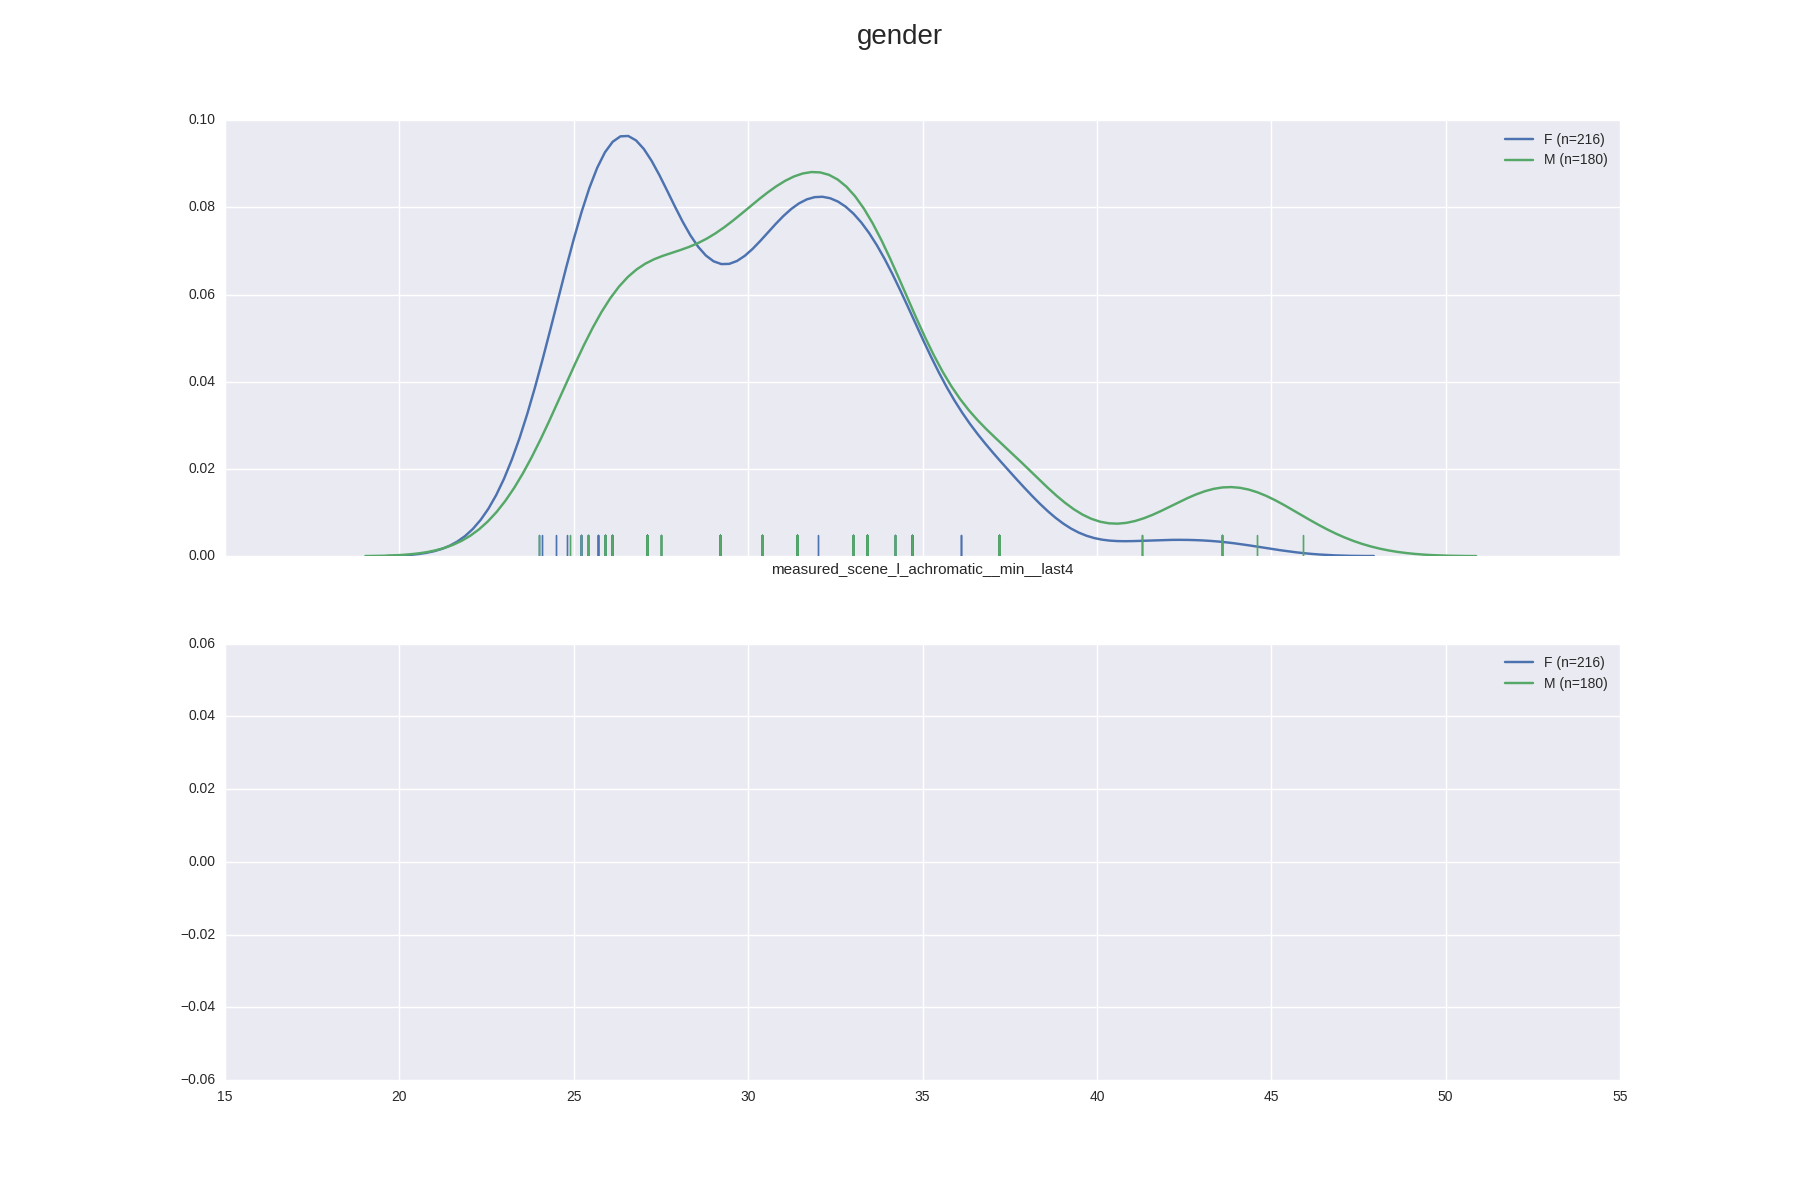 gender
0.10
0.08
0.06
0.04
0.02
0.00
F (n=216)
M (n=180)
measured_scene_l_achromatic__min__last4
0.06
0.04
0.02
0.00
−0.02
−0.04
−0.06
F (n=216)
M (n=180)
15 20 25 30 35 40 45 50 55